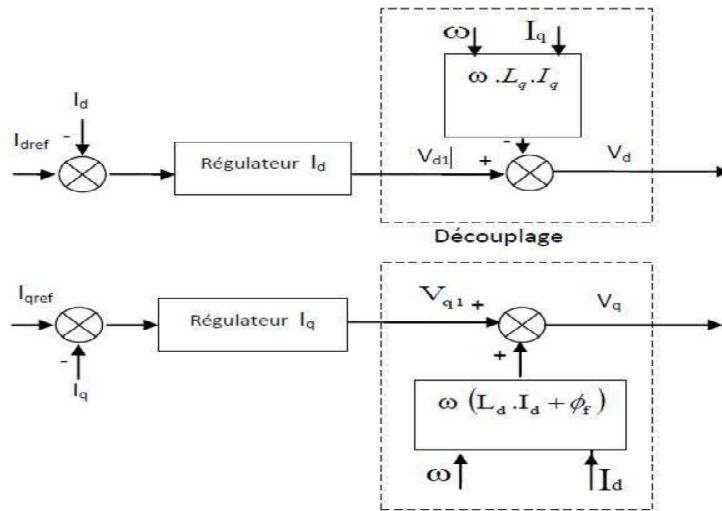 ω I_q
ω .L_q.I_q
I_d
-
I_dref
Régulateur I_d
V_d1|
+
-
V_d
Découplage
I_qref
Régulateur I_q
V_q1 +
V_q
-
I_q
+
ω (L_d .I_d + ϕ_f)
ω I_d